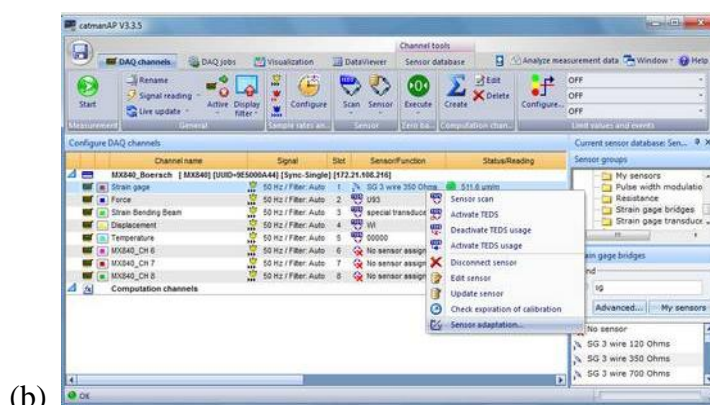 catmanAP V3.3.5
Channel tools
DAQ channels DAQ jobs Visualization DataViewer Sensor database Analyze measurement data Window Help
Start
Rename
Signal reading
Live update
Active
Display filter
Configure
Scan
Sensor
Execute
Create
Edit
Delete
Configure...
OFF
OFF
OFF
Measurement General Sensor Limit values and events
Configure DAQ channels
Current sensor database: Sen...
Channel name Signal Slot Sensor/Function Status/Reading
MX840_Boersch [ MX840] [UUID=9E5000A44] [Sync-Single] [172.21.108.216]
Strain gage 50 Hz / Filter: Auto 1 SG 3 wire 350 Ohms 511.6 µm/m
Force 50 Hz / Filter: Auto 2 U93
Strain Bending Beam 50 Hz / Filter: Auto 3 special transduce
Displacement 50 Hz / Filter: Auto 4 WI
Temperature 50 Hz / Filter: Auto 5 00000
MX840_CH 6 50 Hz / Filter: Auto 6 No sensor assign
MX840_CH 7 50 Hz / Filter: Auto 7 No sensor assign
MX840_CH 8 50 Hz / Filter: Auto 8 No sensor assign
Computation channels
Sensor scan
Activate TEDS
Deactivate TEDS usage
Activate TEDS usage
Disconnect sensor
Edit sensor
Update sensor
Check expiration of calibration
Sensor adaptation...
Sensor groups
My sensors
Pulse width modulatio
Resistance
Strain gage bridges
Strain gage transduce
ain gage bridges
nd
sg
Advanced... My sensors
No sensor
SG 3 wire 120 Ohms
SG 3 wire 350 Ohms
SG 3 wire 700 Ohms
OK
(b)